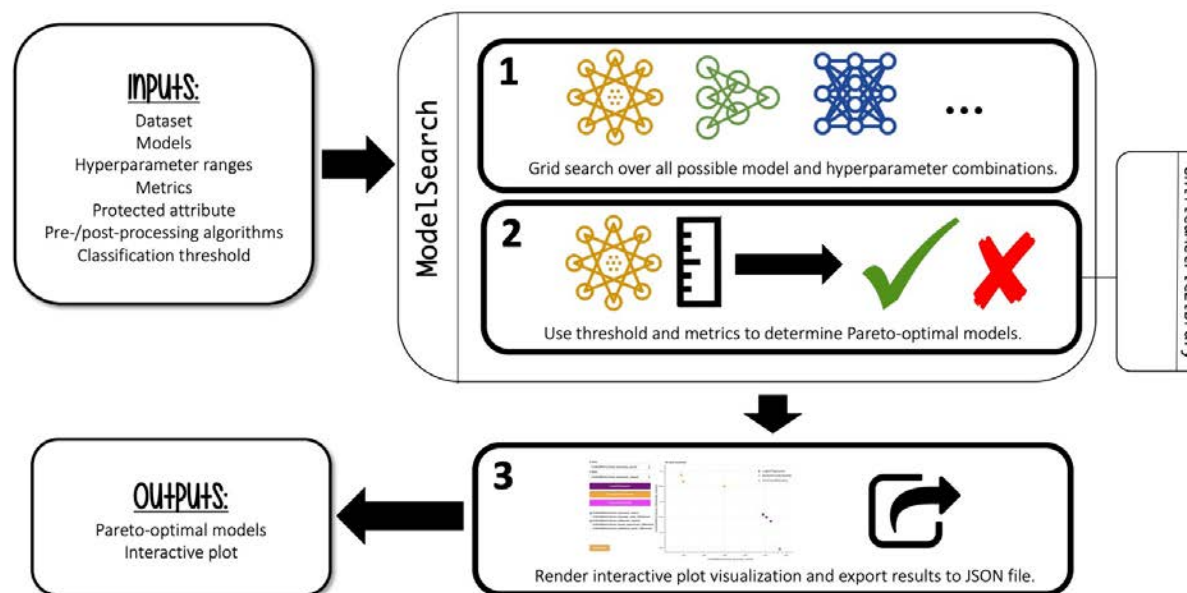 INPUTS:
Dataset
Models
Hyperparameter ranges
Metrics
Protected attribute
Pre-/post-processing algorithms
Classification threshold
ModelSearch
1
...
Grid search over all possible model and hyperparameter combinations.
2
Use threshold and metrics to determine Pareto-optimal models.
3
Render interactive plot visualization and export results to JSON file.
OUTPUTS:
Pareto-optimal models
Interactive plot